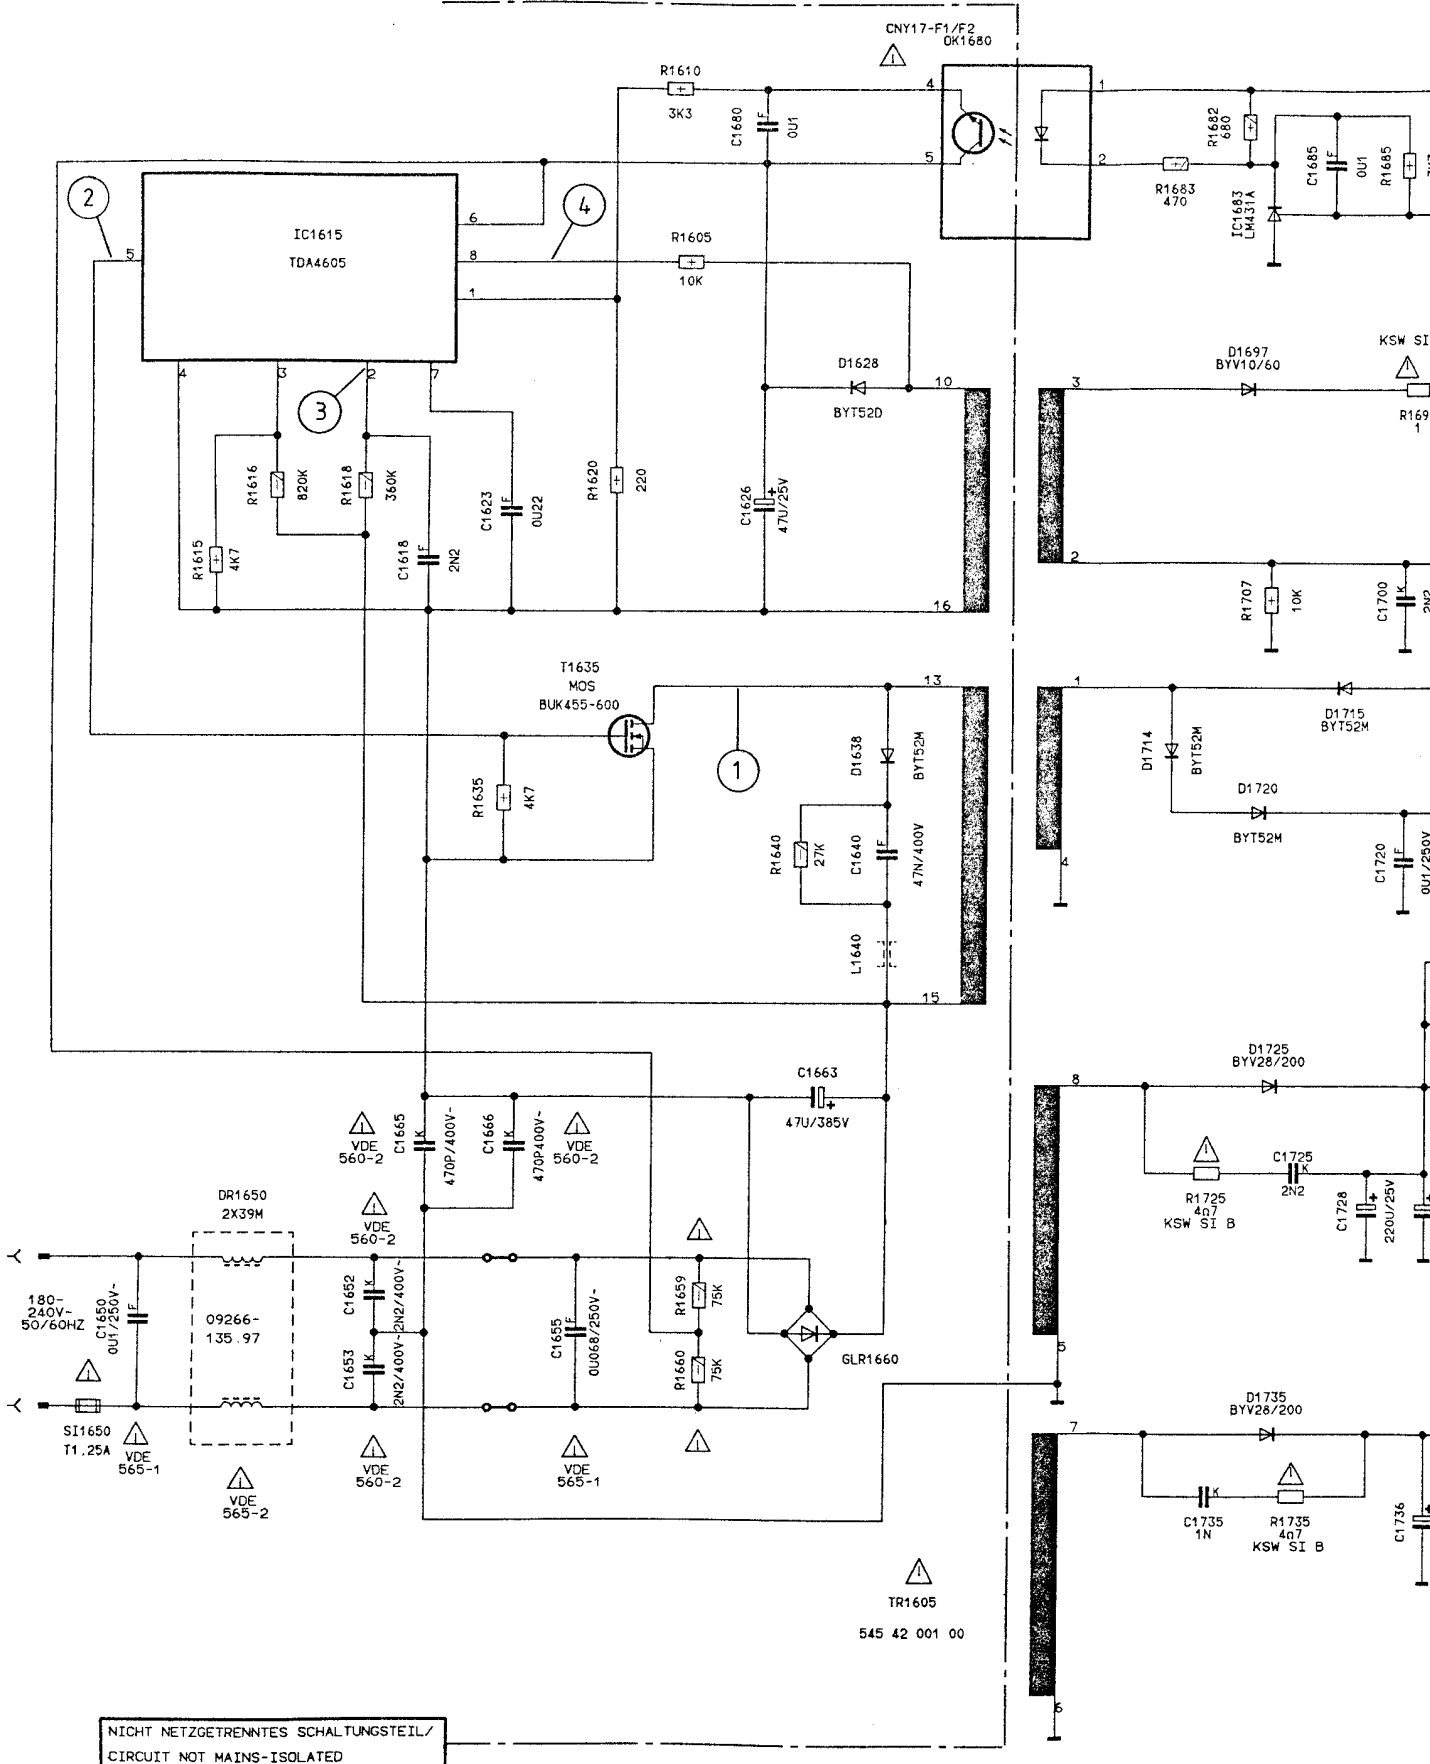 CNY17-F1/F2
OK1680
R1610
3K3
C1680
F
0U1
4
5
1
2
R1682
680
R1683
470
IC1683
LM431A
C1685
F
0U1
R1685
2
5
IC1615
TDA4605
6
8
1
4
3
2
7
4
R1605
10K
3
D1628
BYT52D
10
16
D1697
BYV10/60
KSW SI
R169
1
3
2
R1616
820K
R1618
360K
R1615
4K7
C1618
F
2N2
C1623
F
0U22
R1620
220
C1626
+
47U/25V
R1707
10K
C1700
K
2N2
T1635
MOS
BUK455-600
13
1
R1635
4K7
D1638
BYT52M
R1640
27K
C1640
F
47N/400V
L1640
15
1
4
D1714
BYT52M
D1715
BYT52M
D1720
BYT52M
C1720
F
0U1/250V
C1663
+
47U/385V
VDE
560-2
C1665
K
470P/400V~
C1666
K
470P400V~
VDE
560-2
8
5
D1725
BYV28/200
R1725
4Ω7
KSW SI B
C1725
K
2N2
C1728
+
220U/25V
DR1650
2X39M
VDE
560-2
180-
240V~
50/60HZ
C1650
F
0U1/250V~
09266-
135.97
C1652
K
2N2/400V~
C1653
K
2N2/400V~
C1655
F
0U068/250V~
R1659
75K
R1660
75K
GLR1660
SI1650
T1,25A
VDE
565-1
VDE
565-2
VDE
560-2
VDE
565-1
7
6
D1735
BYV28/200
C1735
K
1N
R1735
4Ω7
KSW SI B
C1736
+
TR1605
545 42 001 00
NICHT NETZGETRENNTES SCHALTUNGSTEIL/
CIRCUIT NOT MAINS-ISOLATED